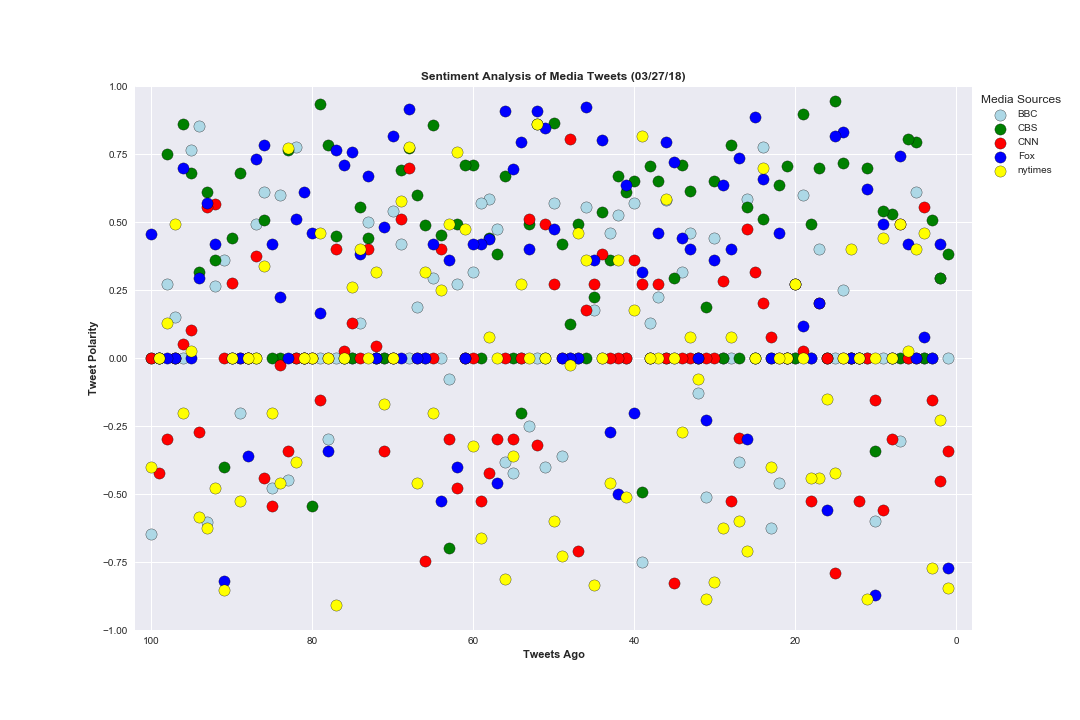 Sentiment Analysis of Media Tweets (03/27/18)
Media Sources
BBC
CBS
CNN
Fox
nytimes
Tweet Polarity
1.00
0.75
0.50
0.25
0.00
−0.25
−0.50
−0.75
−1.00
100 80 60 40 20 0
Tweets Ago